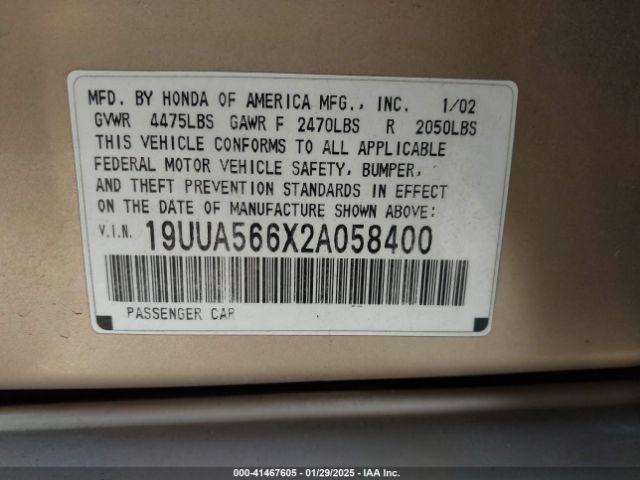 MFD. BY HONDA OF AMERICA MFG., INC. 1/02
GVWR 4475LBS GAWR F 2470LBS R 2050LBS
THIS VEHICLE CONFORMS TO ALL APPLICABLE
FEDERAL MOTOR VEHICLE SAFETY, BUMPER,
AND THEFT PREVENTION STANDARDS IN EFFECT
ON THE DATE OF MANUFACTURE SHOWN ABOVE:
V.I.N. 19UUA566X2A058400
PASSENGER CAR
00-41467605 - 01/29/2025 - IAA Inc.